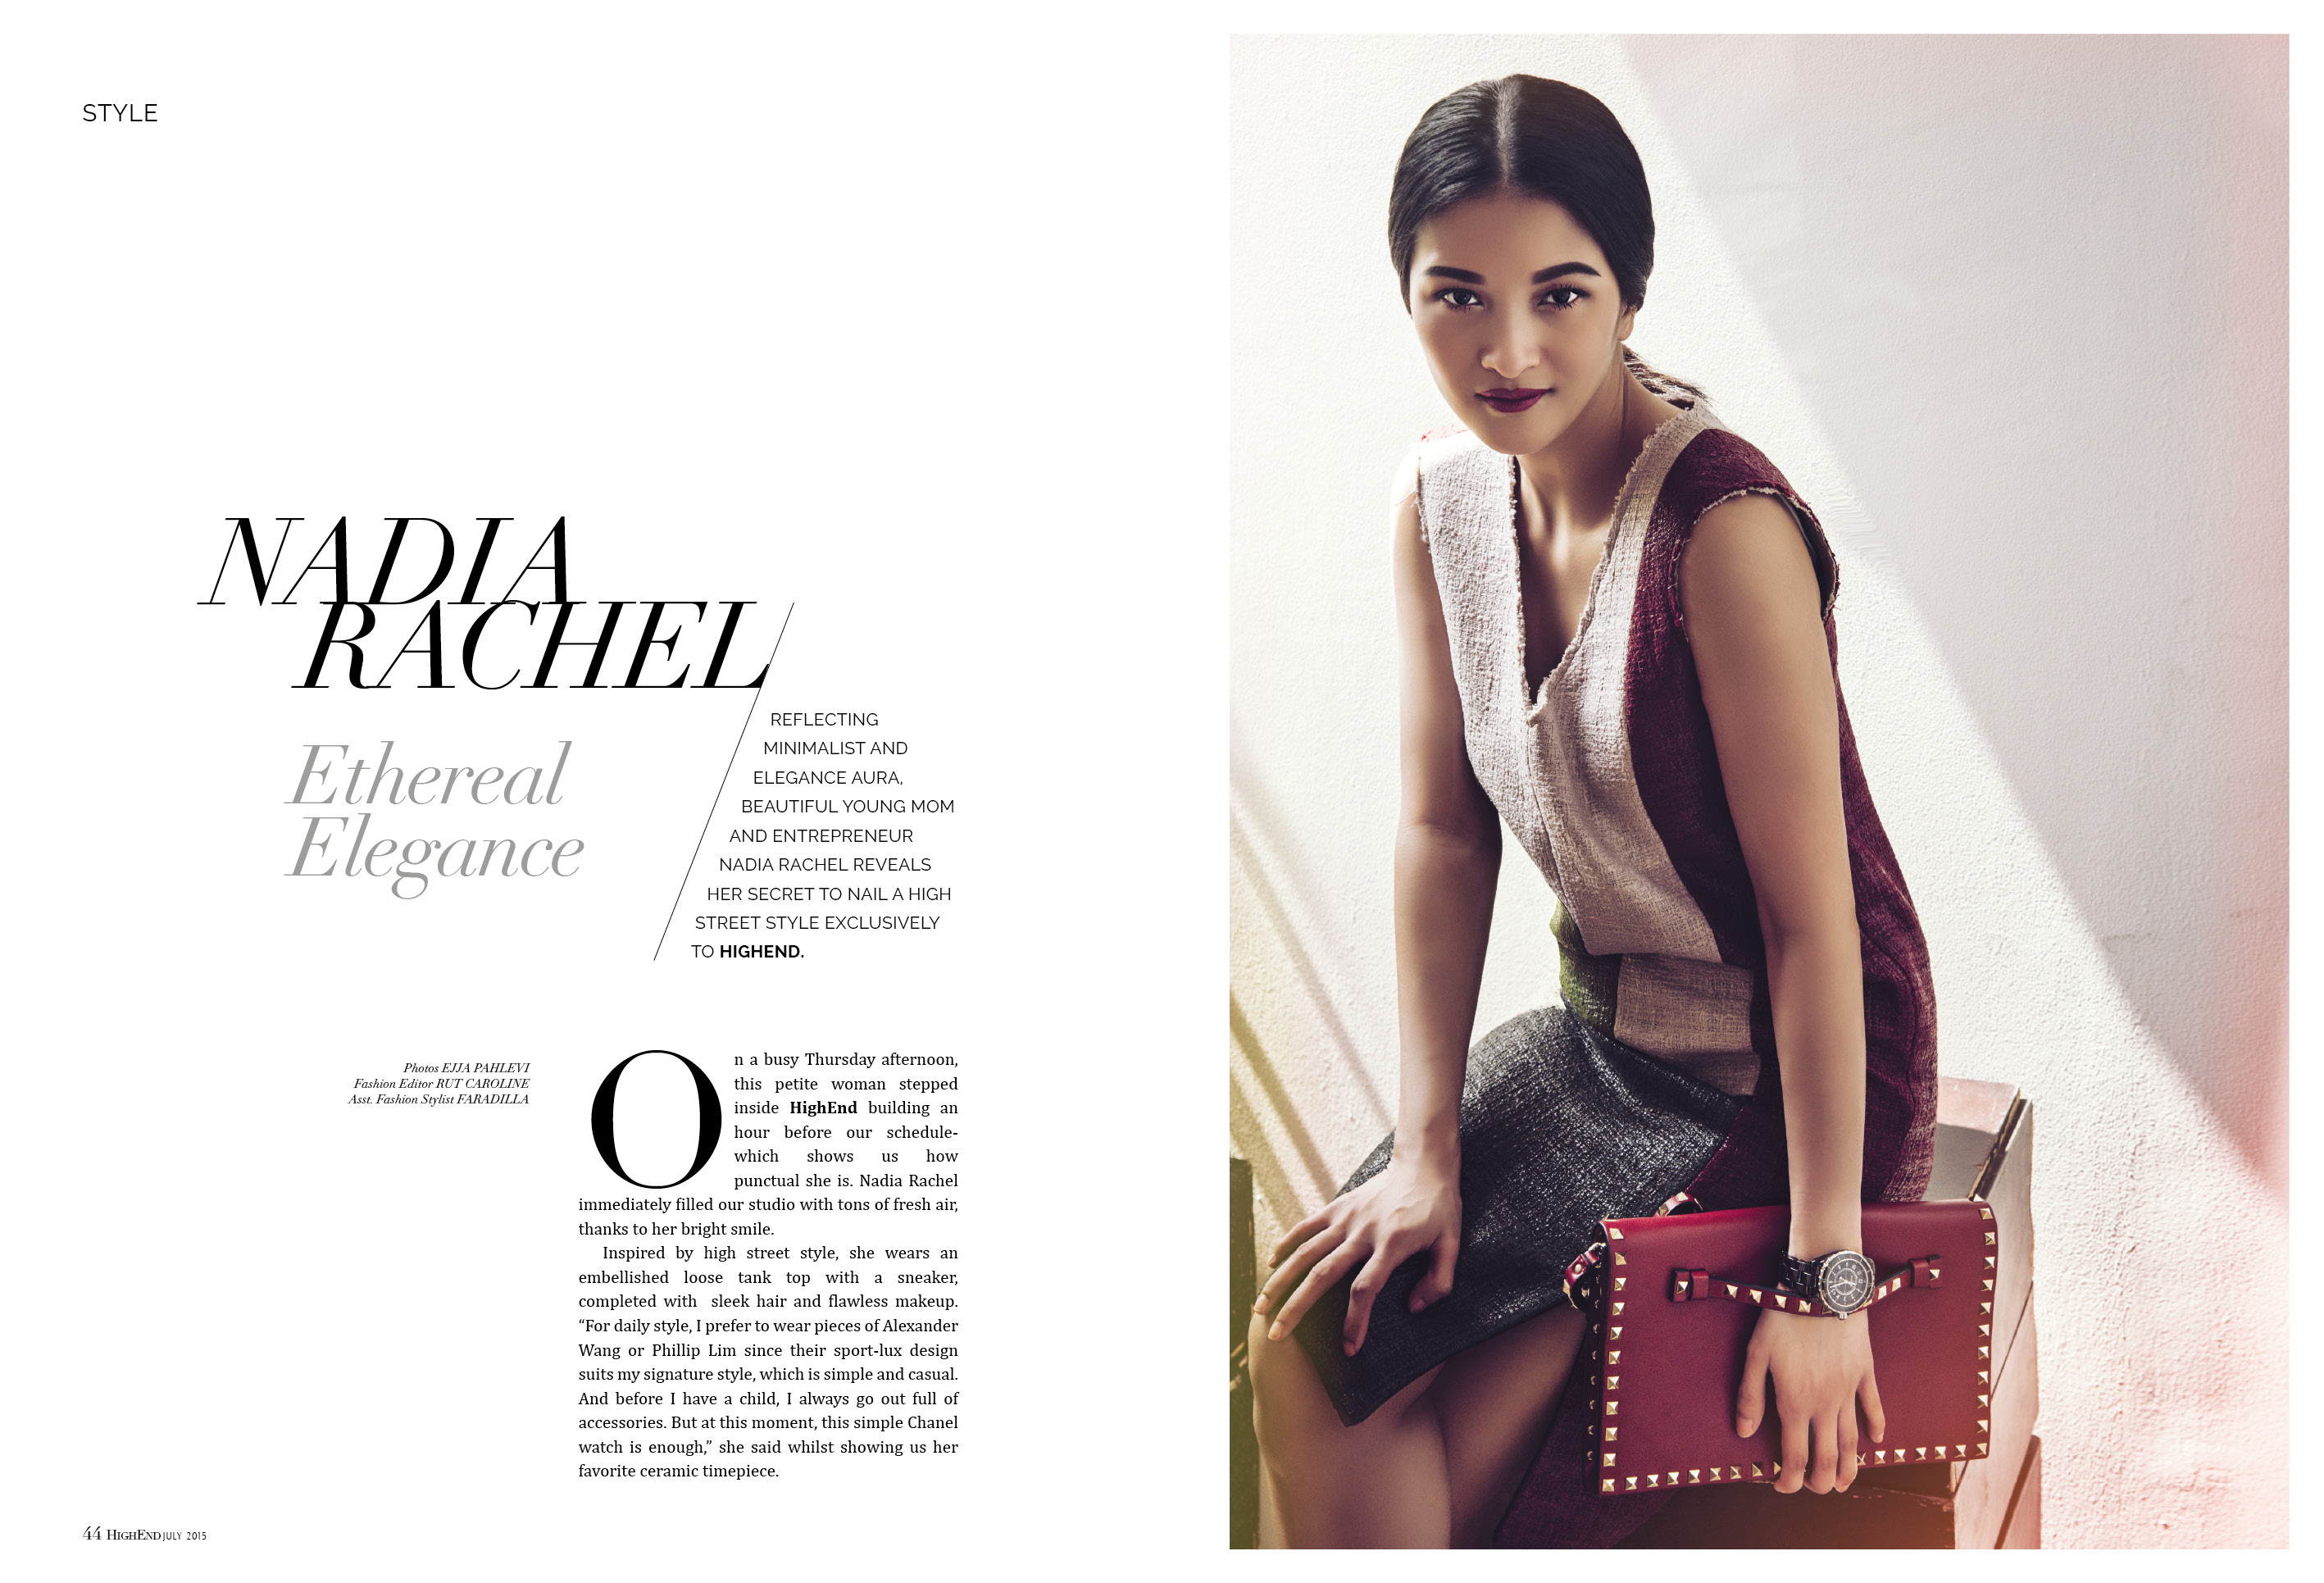 STYLE
NADIA
RACHEL
Ethereal
Elegance
REFLECTING
MINIMALIST AND
ELEGANCE AURA,
BEAUTIFUL YOUNG MOM
AND ENTREPRENEUR
NADIA RACHEL REVEALS
HER SECRET TO NAIL A HIGH
STREET STYLE EXCLUSIVELY
TO HIGHEND.
Photos EJJA PAHLEVI
Fashion Editor RUT CAROLINE
Asst. Fashion Stylist FARADILLA
On a busy Thursday afternoon,
this petite woman stepped
inside HighEnd building an
hour before our schedule-
which shows us how
punctual she is. Nadia Rachel
immediately filled our studio with tons of fresh air,
thanks to her bright smile.
Inspired by high street style, she wears an
embellished loose tank top with a sneaker,
completed with sleek hair and flawless makeup.
“For daily style, I prefer to wear pieces of Alexander
Wang or Phillip Lim since their sport-lux design
suits my signature style, which is simple and casual.
And before I have a child, I always go out full of
accessories. But at this moment, this simple Chanel
watch is enough,” she said whilst showing us her
favorite ceramic timepiece.
44 HIGHEND JULY 2015